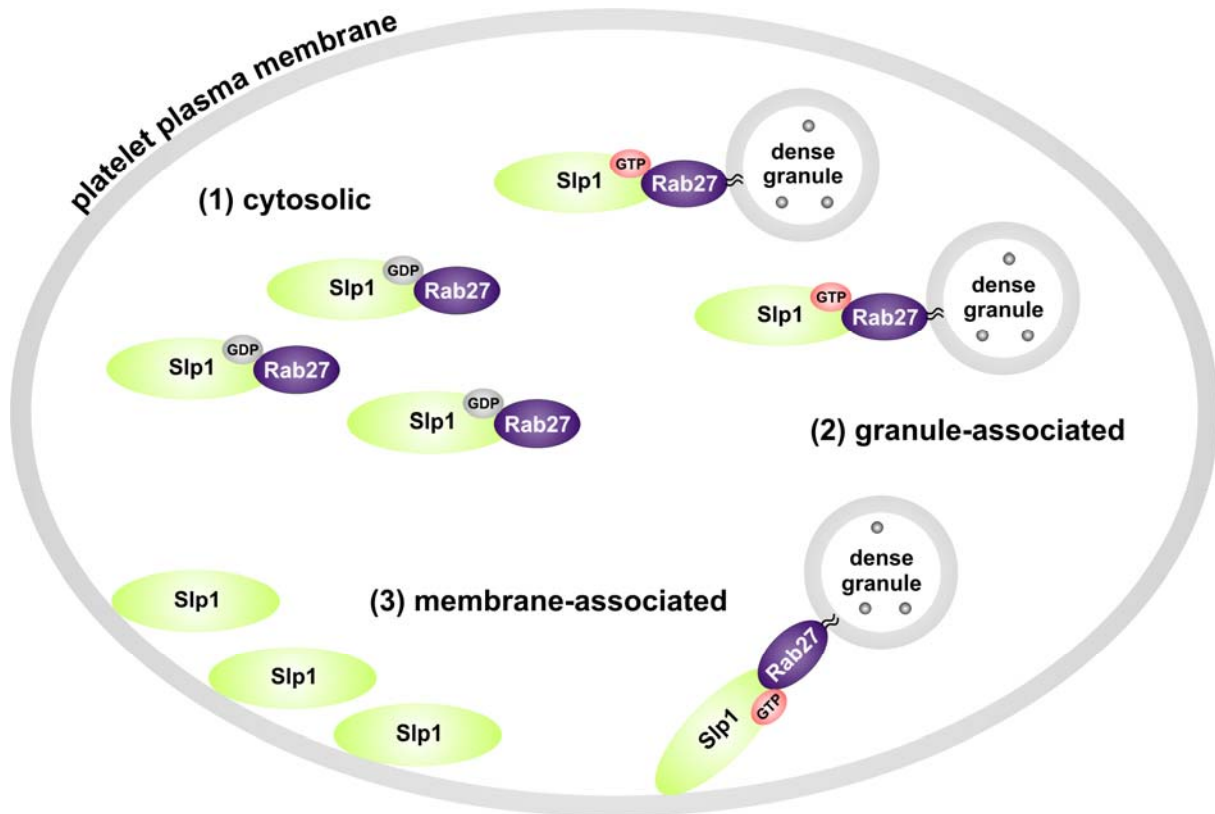 platelet plasma membrane
(1) cytosolic
Slp1
GTP
Rab27
dense
granule
Slp1
GDP
Rab27
Slp1
GTP
Rab27
dense
granule
Slp1
GDP
Rab27
Slp1
GDP
Rab27
(2) granule-associated
(3) membrane-associated
Slp1
Slp1
Slp1
Slp1
GTP
Rab27
dense
granule